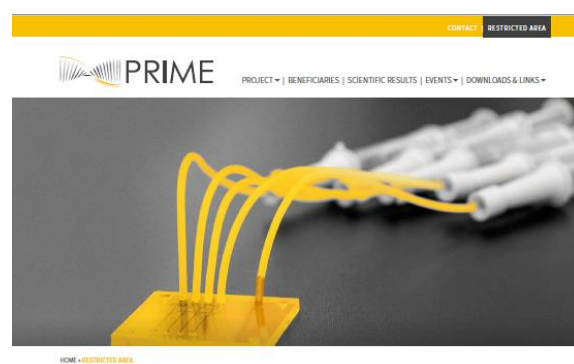 CONTACT | RESTRICTED AREA
PRIME
PROJECT | BENEFICIARIES | SCIENTIFIC RESULTS | EVENTS | DOWNLOADS & LINKS
HOME » RESTRICTED AREA